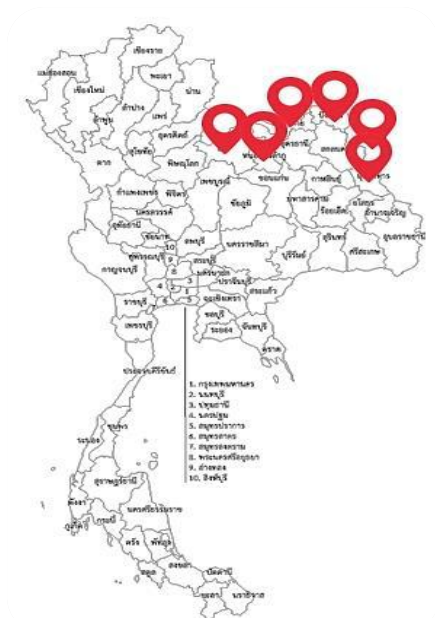 เชียงราย
แม่ฮ่องสอน
เชียงใหม่
พะเยา
น่าน
ลำปาง
ลำพูน
แพร่
อุตรดิตถ์
สุโขทัย
ตาก
พิษณุโลก
อุดรธานี
สกลนคร
ขอนแก่น
กาฬสินธุ์
กำแพงเพชร
พิจิตร
เพชรบูรณ์
ชัยภูมิ
มหาสารคาม
ร้อยเอ็ด
ยโสธร
อำนาจเจริญ
นครสวรรค์
อุทัยธานี
ชัยนาท
ลพบุรี
นครราชสีมา
บุรีรัมย์
สุรินทร์
ศรีสะเกษ
อุบลราชธานี
สุพรรณบุรี
สระบุรี
กาญจนบุรี
นครนายก
ปราจีนบุรี
สระแก้ว
ราชบุรี
ฉะเชิงเทรา
ชลบุรี
ระยอง
จันทบุรี
ตราด
เพชรบุรี
ประจวบคีรีขันธ์
10
9
8
4
3
2
1
6
5
1. กรุงเทพมหานคร
2. นนทบุรี
3. ปทุมธานี
4. นครปฐม
5. สมุทรปราการ
6. สมุทรสาคร
7. สมุทรสงคราม
8. พระนครศรีอยุธยา
9. อ่างทอง
10. สิงห์บุรี
ชุมพร
ระนอง
สุราษฎร์ธานี
พังงา
ภูเก็ต
กระบี่
นครศรีธรรมราช
ตรัง
พัทลุง
สตูล
สงขลา
ปัตตานี
ยะลา
นราธิวาส